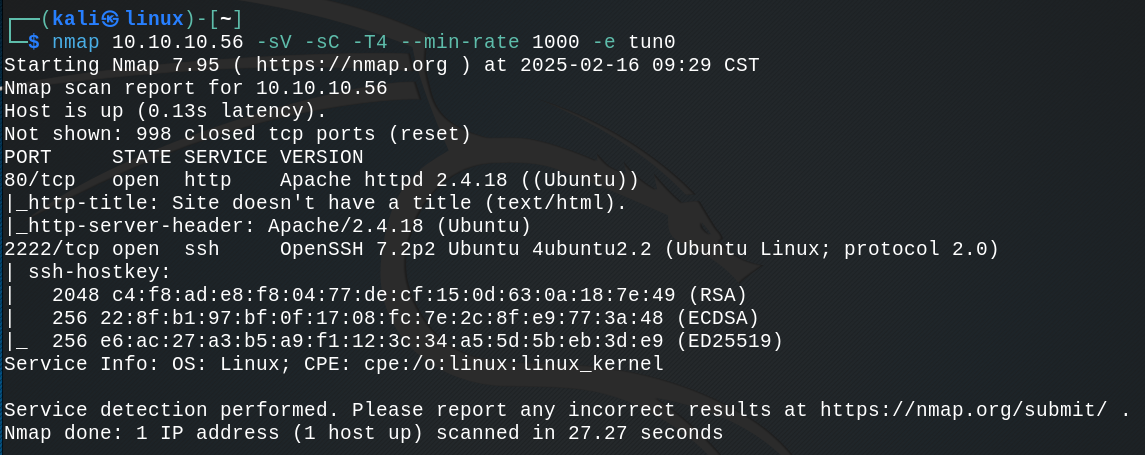 ┌──(kali㉿linux)-[~]
└─$ nmap 10.10.10.56 -sV -sC -T4 --min-rate 1000 -e tun0
Starting Nmap 7.95 ( https://nmap.org ) at 2025-02-16 09:29 CST
Nmap scan report for 10.10.10.56
Host is up (0.13s latency).
Not shown: 998 closed tcp ports (reset)
PORT     STATE SERVICE VERSION
80/tcp   open  http    Apache httpd 2.4.18 ((Ubuntu))
|_http-title: Site doesn't have a title (text/html).
|_http-server-header: Apache/2.4.18 (Ubuntu)
2222/tcp open  ssh     OpenSSH 7.2p2 Ubuntu 4ubuntu2.2 (Ubuntu Linux; protocol 2.0)
| ssh-hostkey:
|   2048 c4:f8:ad:e8:f8:04:77:de:cf:15:0d:63:0a:18:7e:49 (RSA)
|   256 22:8f:b1:97:bf:0f:17:08:fc:7e:2c:8f:e9:77:3a:48 (ECDSA)
|_  256 e6:ac:27:a3:b5:a9:f1:12:3c:34:a5:5d:5b:eb:3d:e9 (ED25519)
Service Info: OS: Linux; CPE: cpe:/o:linux:linux_kernel

Service detection performed. Please report any incorrect results at https://nmap.org/submit/ .
Nmap done: 1 IP address (1 host up) scanned in 27.27 seconds